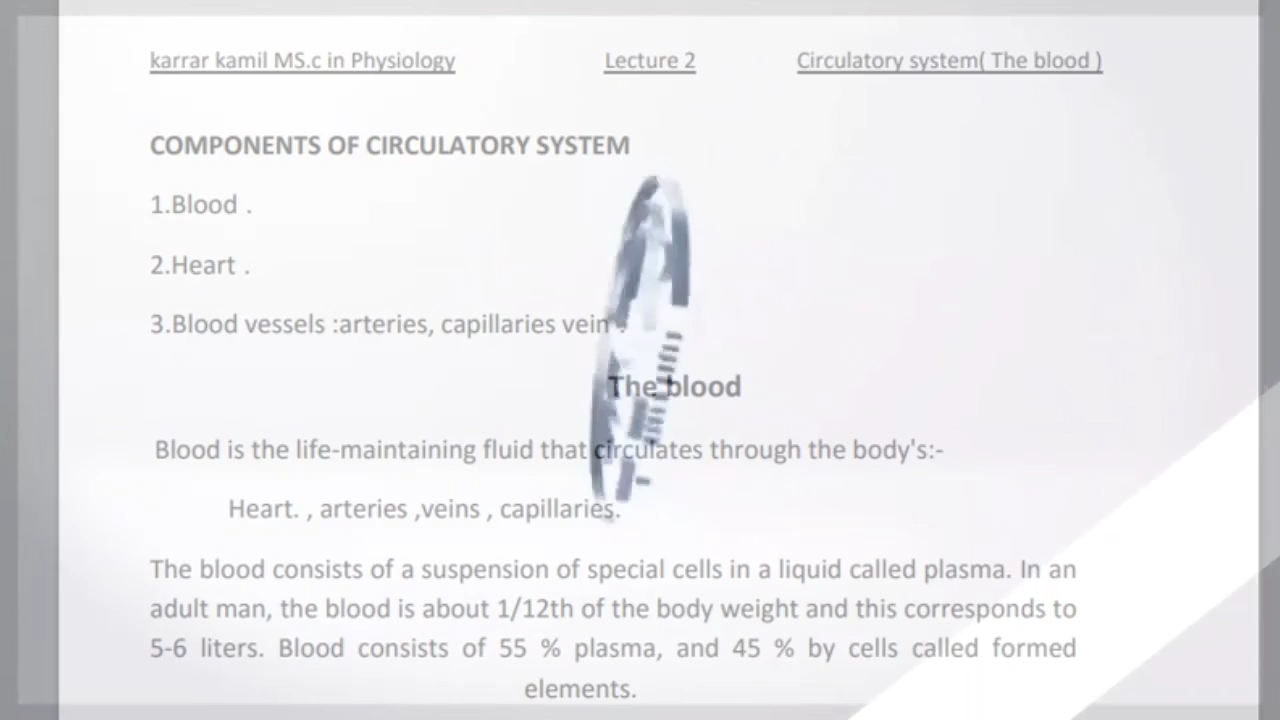 karrar kamil MS.c in Physiology Lecture 2 Circulatory system( The blood )
COMPONENTS OF CIRCULATORY SYSTEM
1.Blood .
2.Heart .
3.Blood vessels :arteries, capillaries vein .
The blood
Blood is the life-maintaining fluid that circulates through the body's:-
Heart. , arteries ,veins , capillaries.
The blood consists of a suspension of special cells in a liquid called plasma. In an
adult man, the blood is about 1/12th of the body weight and this corresponds to
5-6 liters. Blood consists of 55 % plasma, and 45 % by cells called formed
elements.